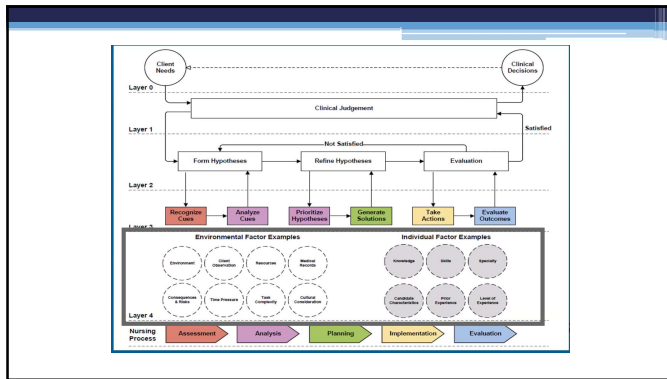 Client
Needs
Clinical
Decisions
Layer 0
Clinical Judgement
Layer 1
Satisfied
Not Satisfied
Form Hypotheses
Refine Hypotheses
Evaluation
Layer 2
Recognize
Cues
Analyze
Cues
Prioritize
Hypotheses
Generate
Solutions
Take
Actions
Evaluate
Outcomes
Layer 3
Environmental Factor Examples
Individual Factor Examples
Environment
Client
Observation
Resources
Medical
Records
Knowledge
Skills
Specialty
Consequences
& Risks
Time Pressure
Task
Complexity
Cultural
Consideration
Candidate
Characteristics
Prior
Experience
Level of
Experience
Layer 4
Nursing
Process
Assessment
Analysis
Planning
Implementation
Evaluation